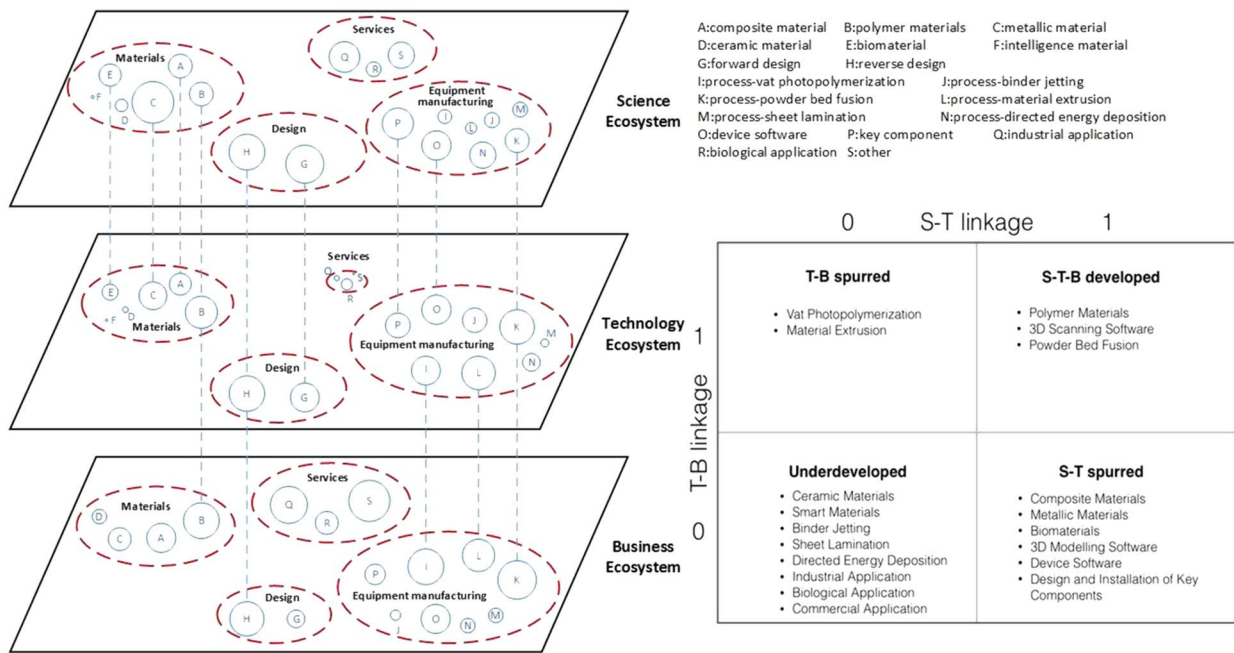 Services
Q
S
R
Materials
A
E
B
F
C
D
Equipment
manufacturing
P
I
M
J
L
O
N
K
Design
H
G
Science
Ecosystem
Services
Q
S
R
E
C
A
F
D
B
Materials
O
P
J
K
M
Equipment manufacturing
I
L
N
Design
H
G
Technology
Ecosystem
Services
Q
S
R
Materials
D
B
C
A
L
P
I
K
Equipment manufacturing
J
O
N
M
Design
H
G
Business
Ecosystem
A:composite material B:polymer materials C:metallic material
D:ceramic material E:biomaterial F:intelligence material
G:forward design H:reverse design
I:process-vat photopolymerization J:process-binder jetting
K:process-powder bed fusion L:process-material extrusion
M:process-sheet lamination N:process-directed energy deposition
O:device software P:key component Q:industrial application
R:biological application S:other
0 S-T linkage 1
T-B linkage
1
0
T-B spurred
• Vat Photopolymerization
• Material Extrusion
S-T-B developed
• Polymer Materials
• 3D Scanning Software
• Powder Bed Fusion
Underdeveloped
• Ceramic Materials
• Smart Materials
• Binder Jetting
• Sheet Lamination
• Directed Energy Deposition
• Industrial Application
• Biological Application
• Commercial Application
S-T spurred
• Composite Materials
• Metallic Materials
• Biomaterials
• 3D Modelling Software
• Device Software
• Design and Installation of Key
Components